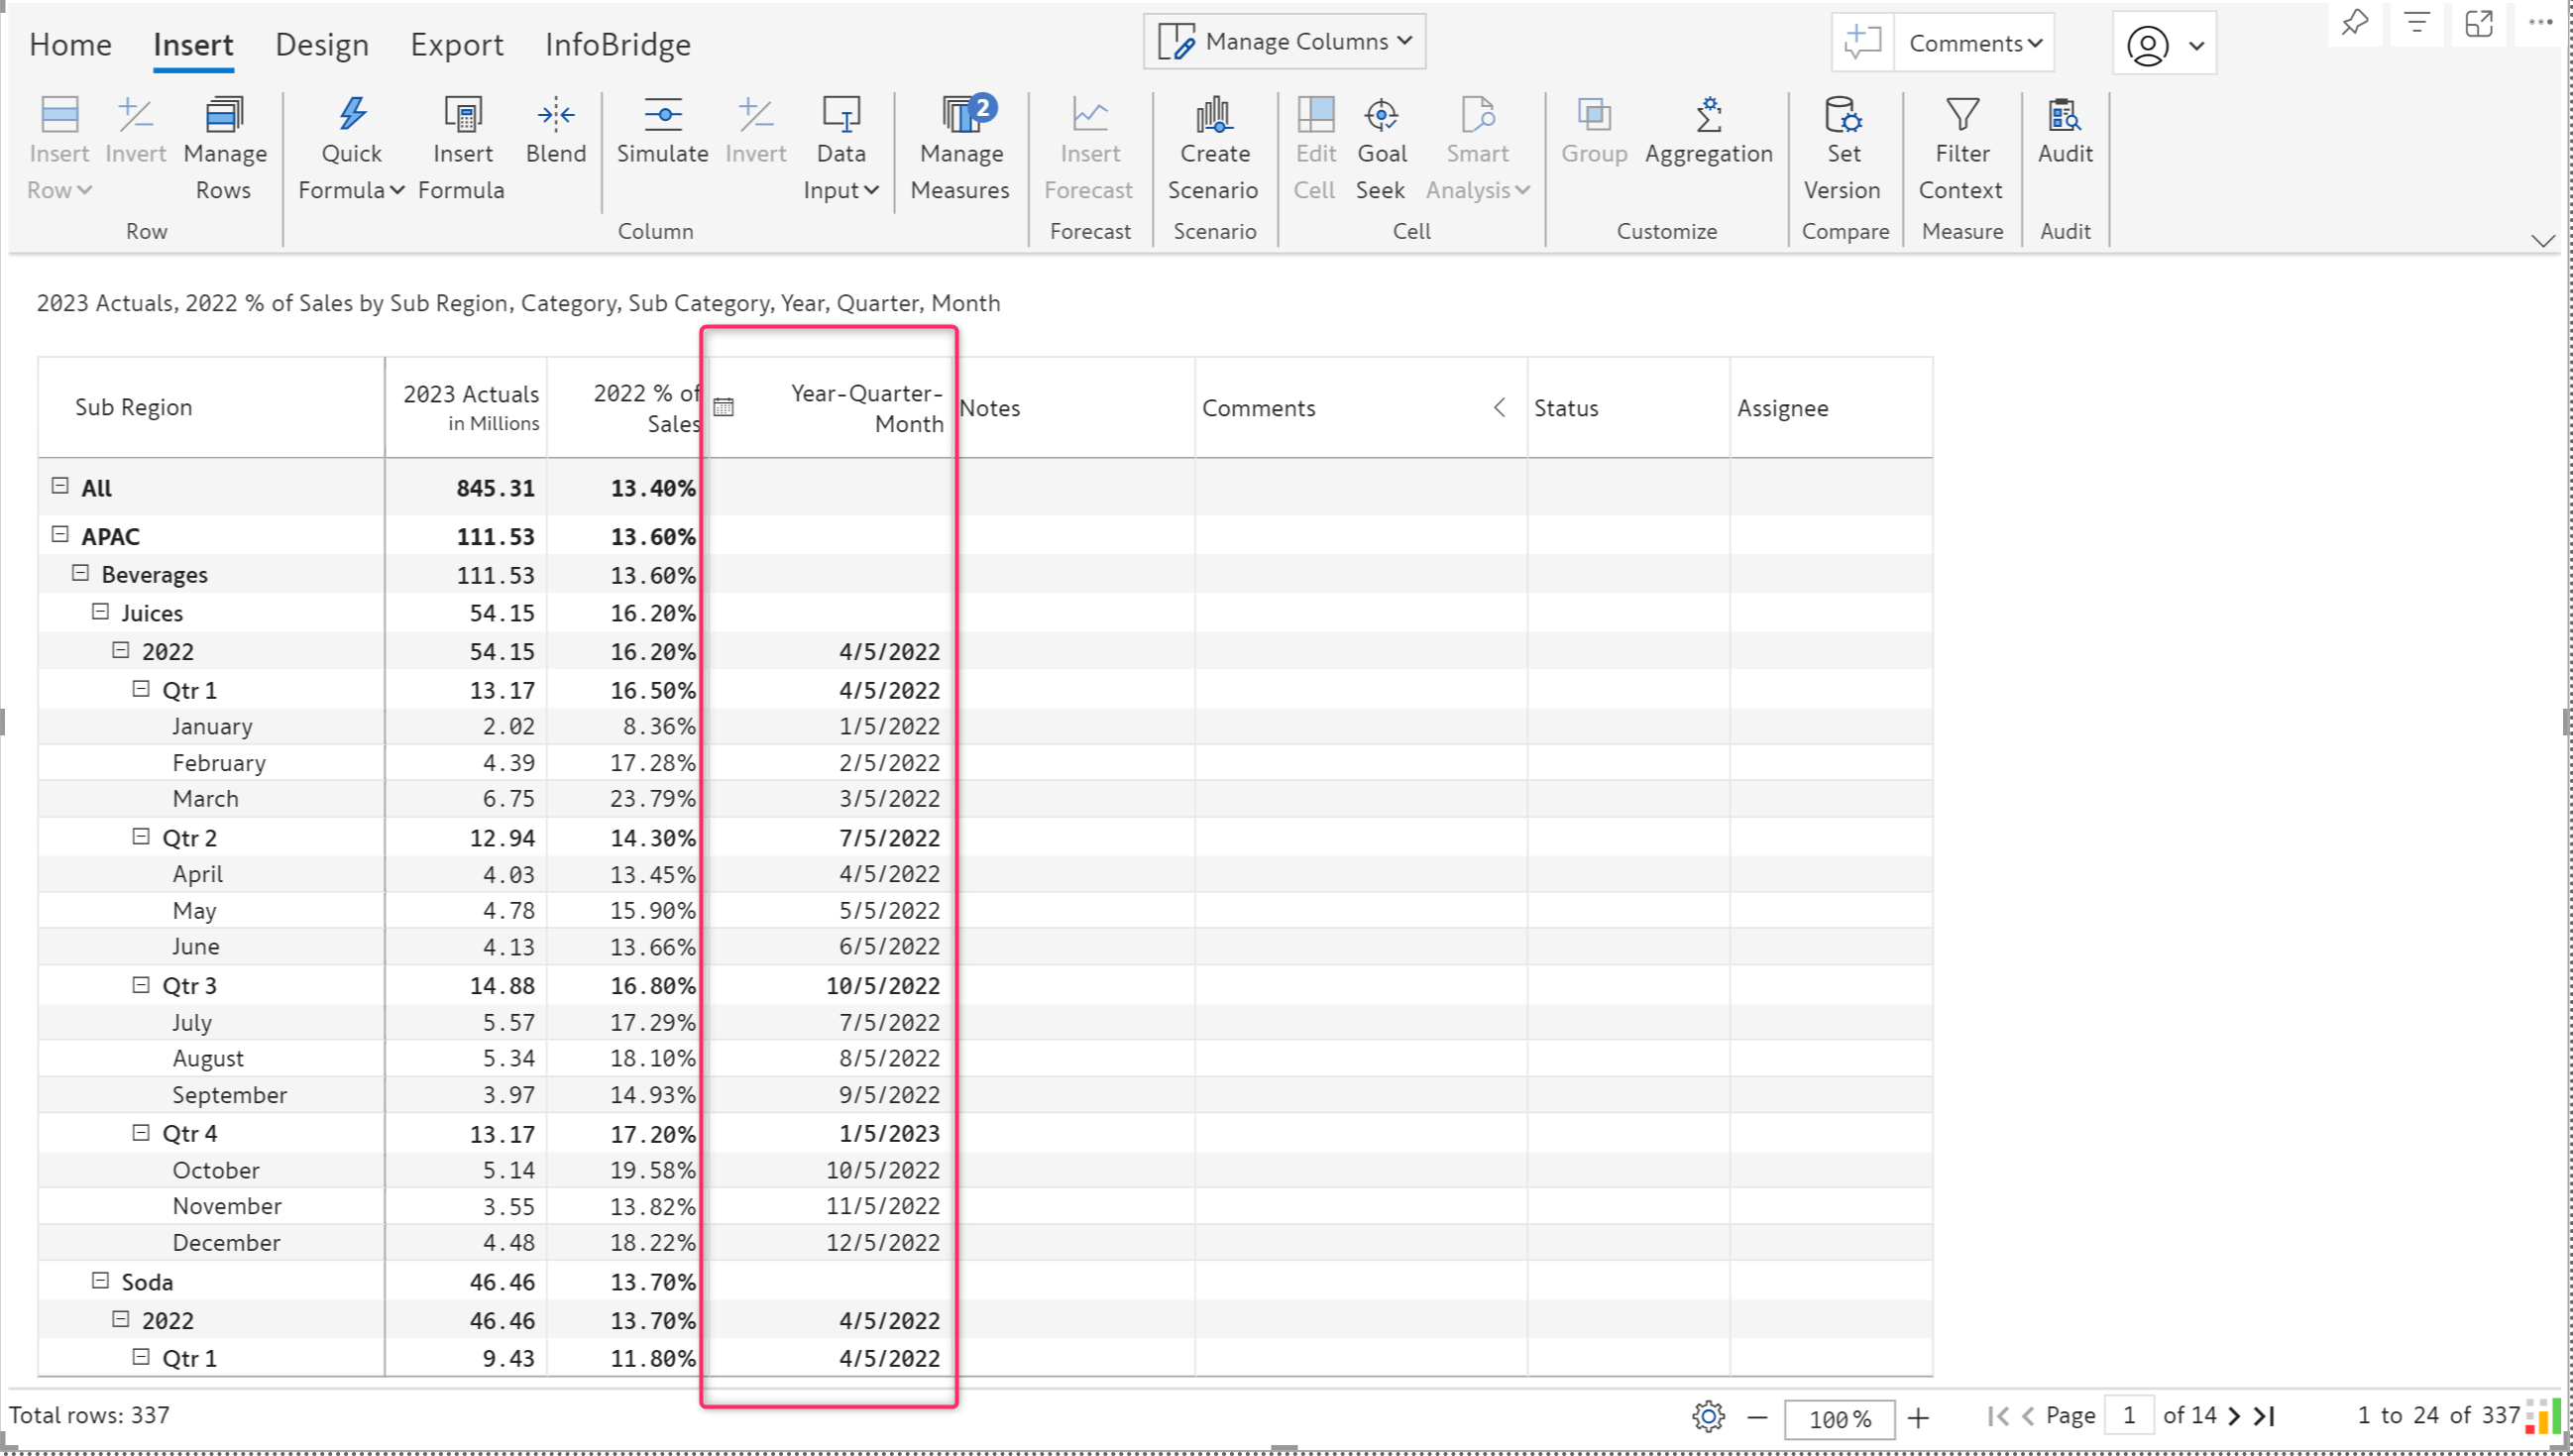 Home Insert Design Export InfoBridge Manage Columns Comments
Insert Row Invert Manage Rows Quick Formula Insert Formula Blend Simulate Invert Data Input Manage Measures 2 Insert Forecast Create Scenario Edit Cell Goal Seek Smart Analysis Group Aggregation Set Version Filter Context Audit
Row Column Forecast Scenario Cell Customize Compare Measure Audit
2023 Actuals, 2022 % of Sales by Sub Region, Category, Sub Category, Year, Quarter, Month
Sub Region 2023 Actuals in Millions 2022 % of Sales Year-Quarter-Month Notes Comments Status Assignee
All 845.31 13.40%
APAC 111.53 13.60%
Beverages 111.53 13.60%
Juices 54.15 16.20%
2022 54.15 16.20% 4/5/2022
Qtr 1 13.17 16.50% 4/5/2022
January 2.02 8.36% 1/5/2022
February 4.39 17.28% 2/5/2022
March 6.75 23.79% 3/5/2022
Qtr 2 12.94 14.30% 7/5/2022
April 4.03 13.45% 4/5/2022
May 4.78 15.90% 5/5/2022
June 4.13 13.66% 6/5/2022
Qtr 3 14.88 16.80% 10/5/2022
July 5.57 17.29% 7/5/2022
August 5.34 18.10% 8/5/2022
September 3.97 14.93% 9/5/2022
Qtr 4 13.17 17.20% 1/5/2023
October 5.14 19.58% 10/5/2022
November 3.55 13.82% 11/5/2022
December 4.48 18.22% 12/5/2022
Soda 46.46 13.70%
2022 46.46 13.70% 4/5/2022
Qtr 1 9.43 11.80% 4/5/2022
Total rows: 337 100% Page 1 of 14 1 to 24 of 337